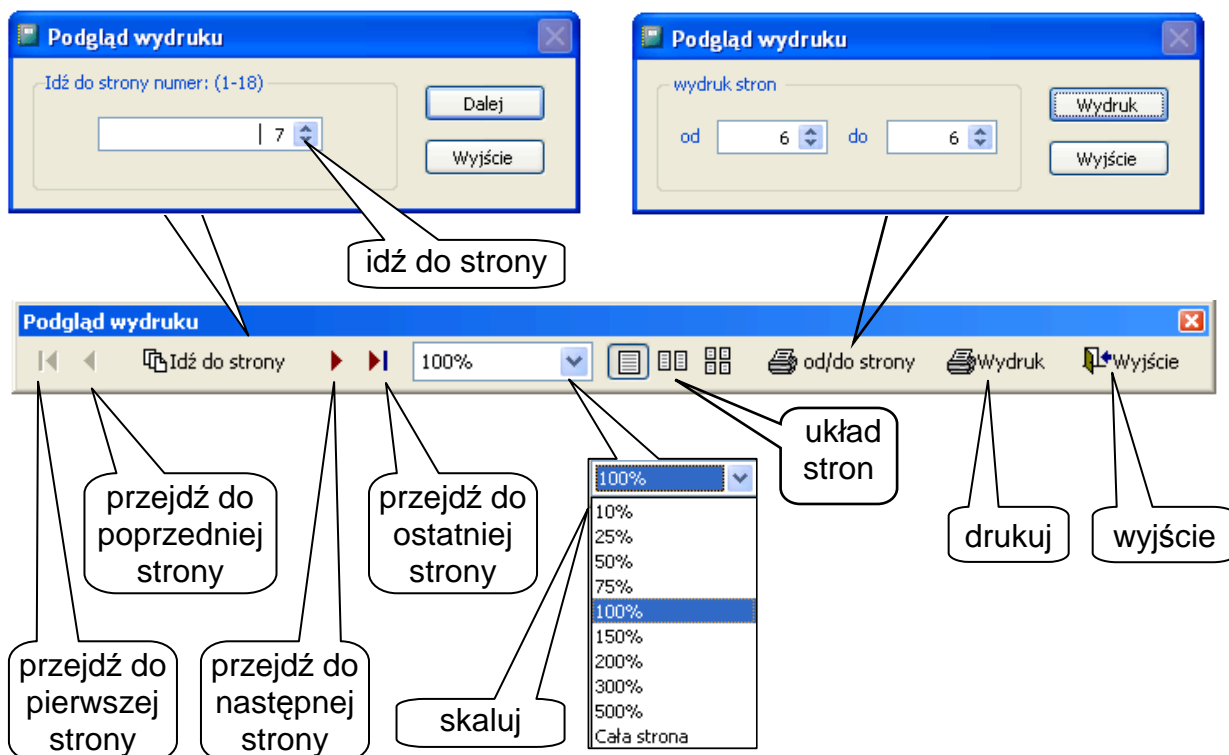 Podgląd wydruku
Idź do strony numer: (1-18)
7
Dalej
Wyjście
Podgląd wydruku
wydruk stron
od 6 do 6
Wydruk
Wyjście
idź do strony
Podgląd wydruku
Idź do strony 100% od/do strony Wydruk Wyjście
układ
stron
przejdź do
poprzedniej
strony
przejdź do
ostatniej
strony
drukuj
wyjście
100%
10%
25%
50%
75%
100%
150%
200%
300%
500%
Cała strona
przejdź do
pierwszej
strony
przejdź do
następnej
strony
skaluj